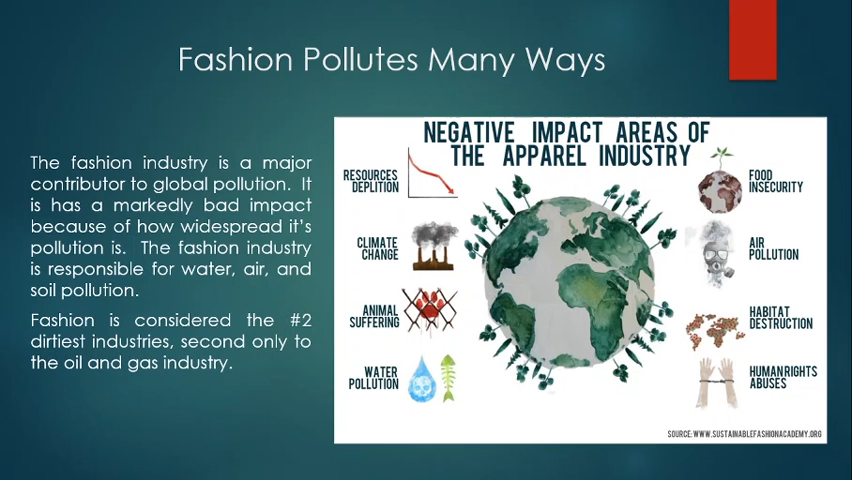 Fashion Pollutes Many Ways
The fashion industry is a major
contributor to global pollution. It
is has a markedly bad impact
because of how widespread it's
pollution is. The fashion industry
is responsible for water, air, and
soil pollution.
Fashion is considered the #2
dirtiest industries, second only to
the oil and gas industry.
NEGATIVE IMPACT AREAS OF
THE APPAREL INDUSTRY
RESOURCES
DEPLITION
CLIMATE
CHANGE
ANIMAL
SUFFERING
WATER
POLLUTION
FOOD
INSECURITY
AIR
POLLUTION
HABITAT
DESTRUCTION
HUMAN RIGHTS
ABUSES
SOURCE: WWW.SUSTAINABLEFASHIONACADEMY.ORG